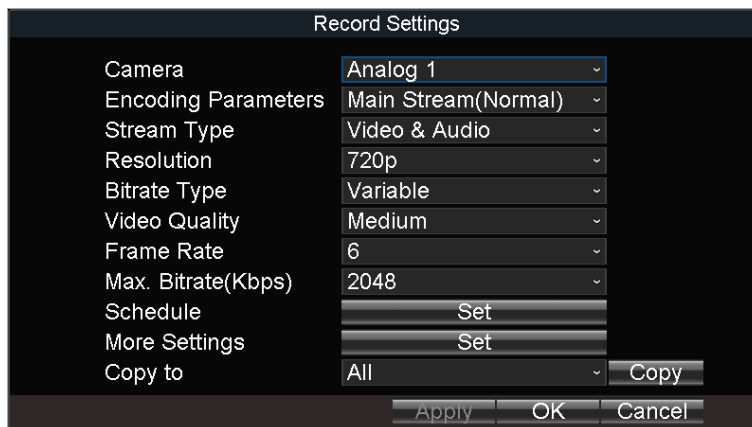 Record Settings
Camera Analog 1
Encoding Parameters Main Stream(Normal)
Stream Type Video & Audio
Resolution 720p
Bitrate Type Variable
Video Quality Medium
Frame Rate 6
Max. Bitrate(Kbps) 2048
Schedule Set
More Settings Set
Copy to All Copy
Apply OK Cancel